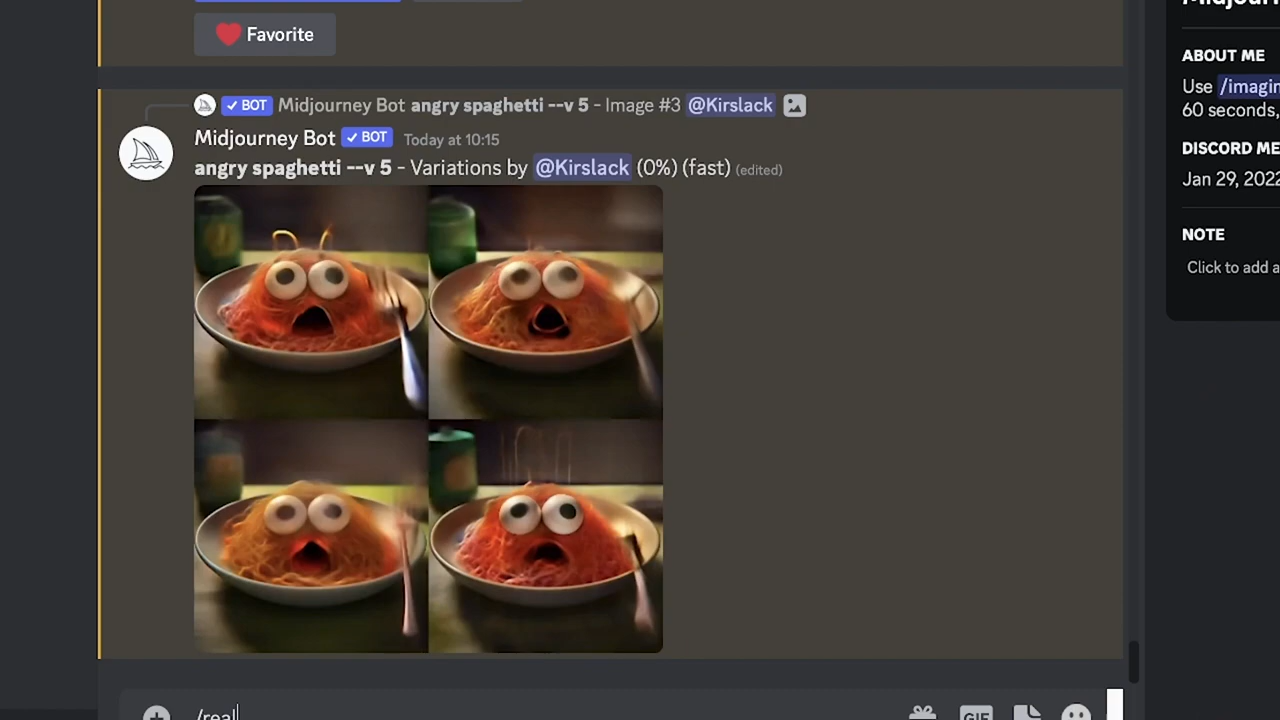 Favorite
BOT Midjourney Bot angry spaghetti --v 5 - Image #3 @Kirslack
Midjourney Bot BOT Today at 10:15
angry spaghetti --v 5 - Variations by @Kirslack (0%) (fast) (edited)
/real
GIF
ABOUT ME
Use /imagin
60 seconds,
DISCORD ME
Jan 29, 2022
NOTE
Click to add a